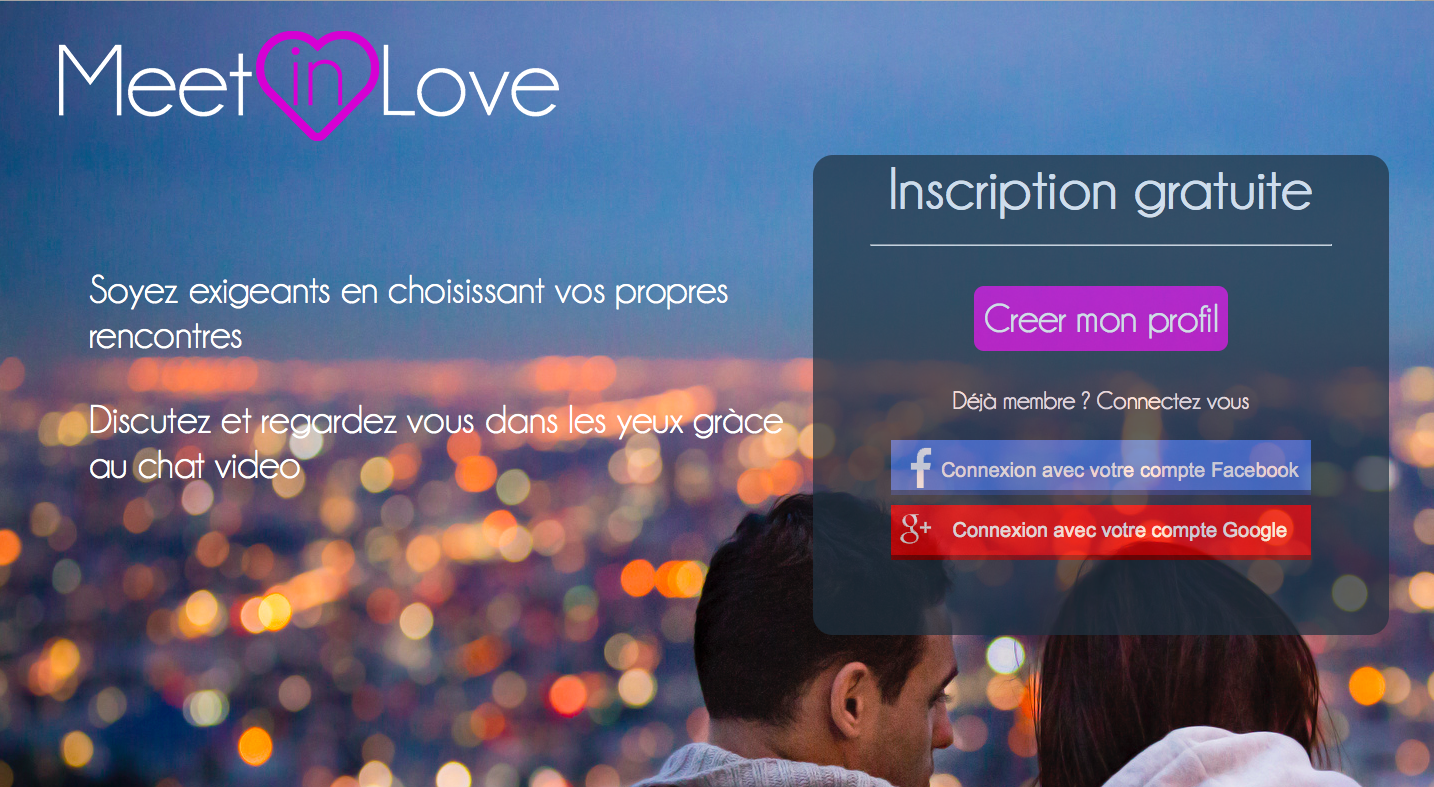 Meet in Love
Inscription gratuite
Soyez exigeants en choisissant vos propres
rencontres
Creer mon profil
Discutez et regardez vous dans les yeux gràce
au chat video
Déjà membre ? Connectez vous
f Connexion avec votre compte Facebook
g+ Connexion avec votre compte Google